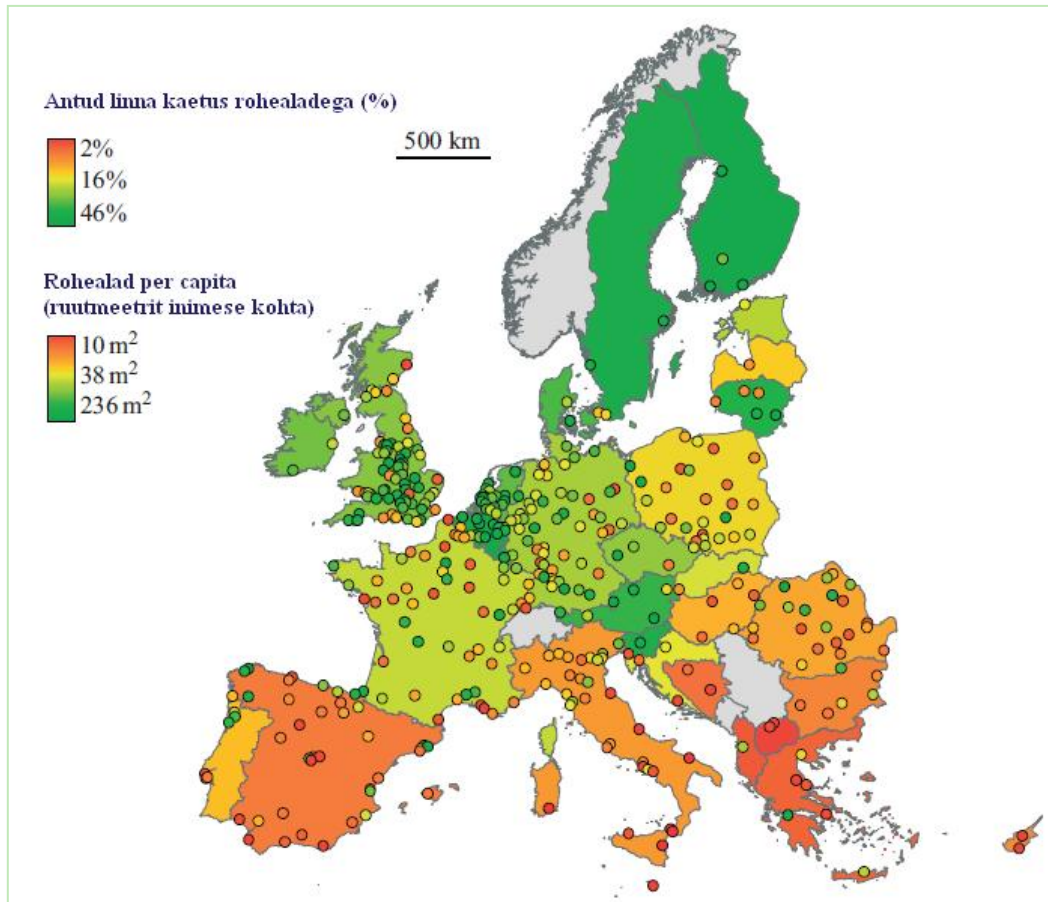 Antud linna kaetus rohealadega (%)
2%
16%
46%
500 km
Rohealad per capita
(ruutmeetrit inimese kohta)
10 m²
38 m²
236 m²